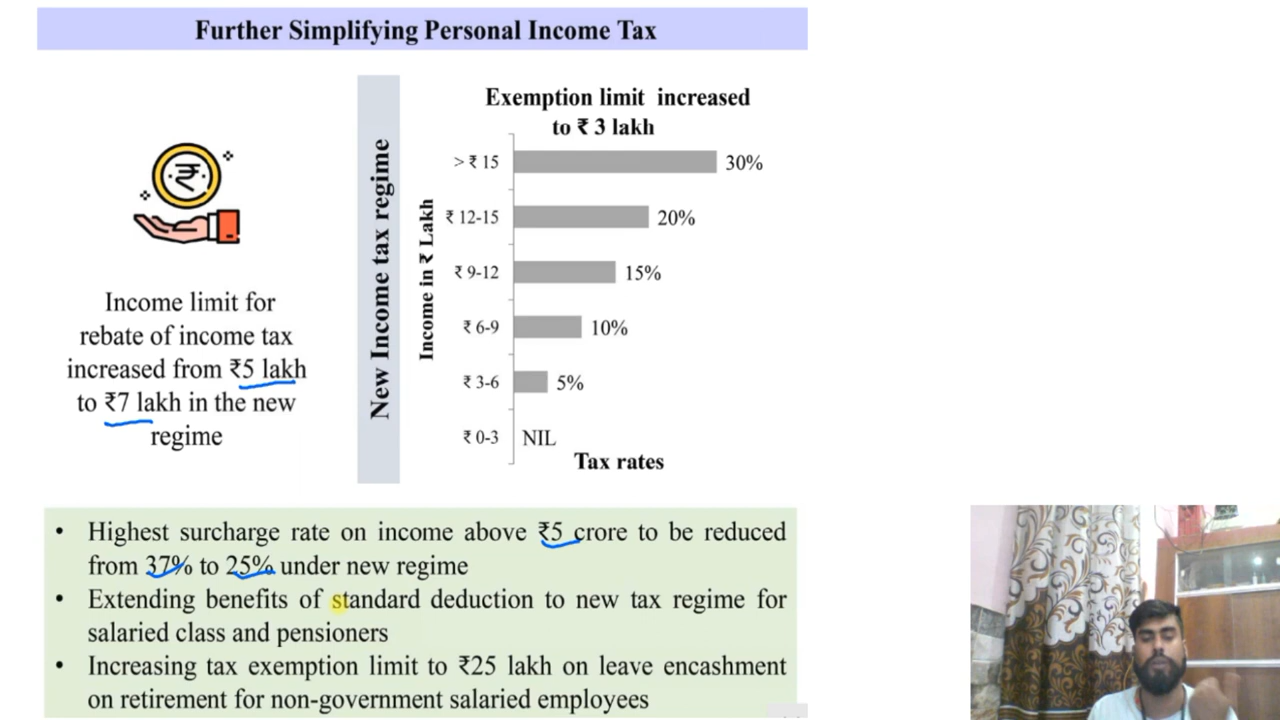 Further Simplifying Personal Income Tax
Income limit for
rebate of income tax
increased from ₹5 lakh
to ₹7 lakh in the new
regime
New Income tax regime
Exemption limit increased
to ₹ 3 lakh
Income in ₹ Lakh
> ₹ 15 30%
₹ 12-15 20%
₹ 9-12 15%
₹ 6-9 10%
₹ 3-6 5%
₹ 0-3 NIL
Tax rates
• Highest surcharge rate on income above ₹5 crore to be reduced
from 37% to 25% under new regime
• Extending benefits of standard deduction to new tax regime for
salaried class and pensioners
• Increasing tax exemption limit to ₹25 lakh on leave encashment
on retirement for non-government salaried employees